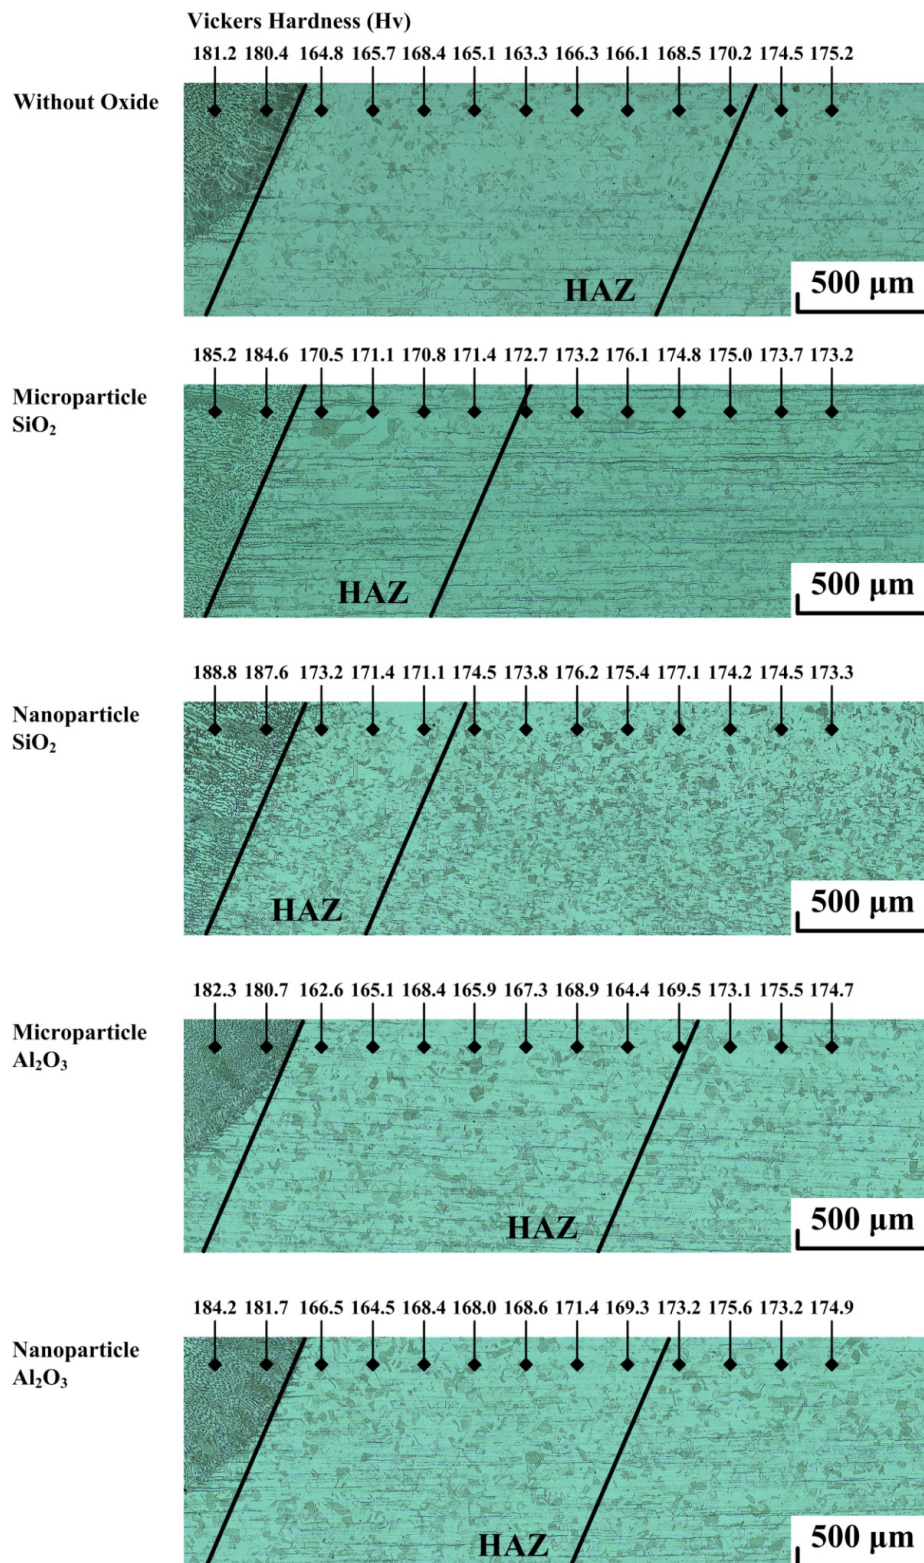 Vickers Hardness (Hv)
181.2 180.4 164.8 165.7 168.4 165.1 163.3 166.3 166.1 168.5 170.2 174.5 175.2
Without Oxide
HAZ
500 μm
185.2 184.6 170.5 171.1 170.8 171.4 172.7 173.2 176.1 174.8 175.0 173.7 173.2
Microparticle
SiO₂
HAZ
500 μm
188.8 187.6 173.2 171.4 171.1 174.5 173.8 176.2 175.4 177.1 174.2 174.5 173.3
Nanoparticle
SiO₂
HAZ
500 μm
182.3 180.7 162.6 165.1 168.4 165.9 167.3 168.9 164.4 169.5 173.1 175.5 174.7
Microparticle
Al₂O₃
HAZ
500 μm
184.2 181.7 166.5 164.5 168.4 168.0 168.6 171.4 169.3 173.2 175.6 173.2 174.9
Nanoparticle
Al₂O₃
HAZ
500 μm